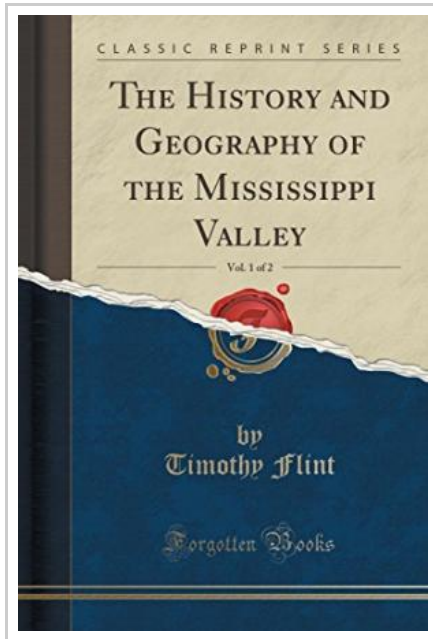 CLASSIC REPRINT SERIES
THE HISTORY AND
GEOGRAPHY OF
THE MISSISSIPPI
VALLEY
Vol. 1 of 2
by
Timothy Flint
Forgotten Books